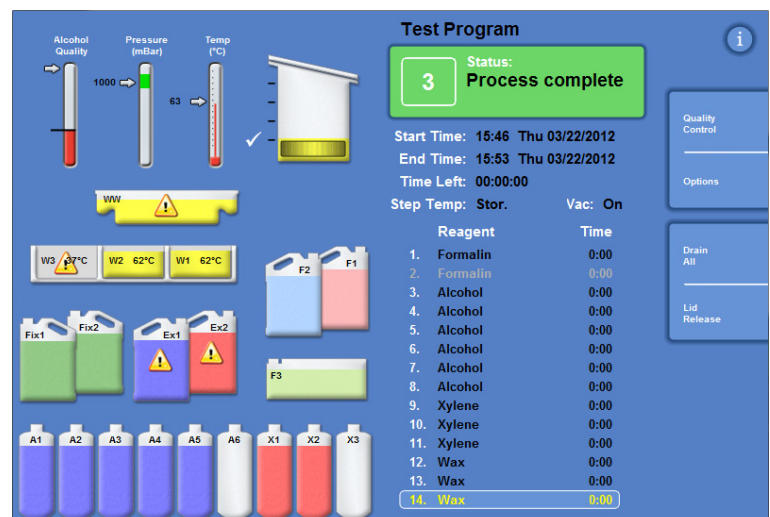 Test Program
i
Alcohol
Quality
Pressure
(mBar)
Temp
(°C)
1000
63
3
Status:
Process complete
Start Time: 15:46 Thu 03/22/2012
End Time: 15:53 Thu 03/22/2012
Time Left: 00:00:00
Step Temp: Stor. Vac: On
Quality
Control
Options
Drain
All
Lid
Release
WW
W3 37°C
W2 62°C
W1 62°C
F2
F1
Fix1
Fix2
Ex1
Ex2
F3
A1
A2
A3
A4
A5
A6
X1
X2
X3
Reagent Time
1. Formalin 0:00
2. Formalin 0:00
3. Alcohol 0:00
4. Alcohol 0:00
5. Alcohol 0:00
6. Alcohol 0:00
7. Alcohol 0:00
8. Alcohol 0:00
9. Xylene 0:00
10. Xylene 0:00
11. Xylene 0:00
12. Wax 0:00
13. Wax 0:00
14. Wax 0:00